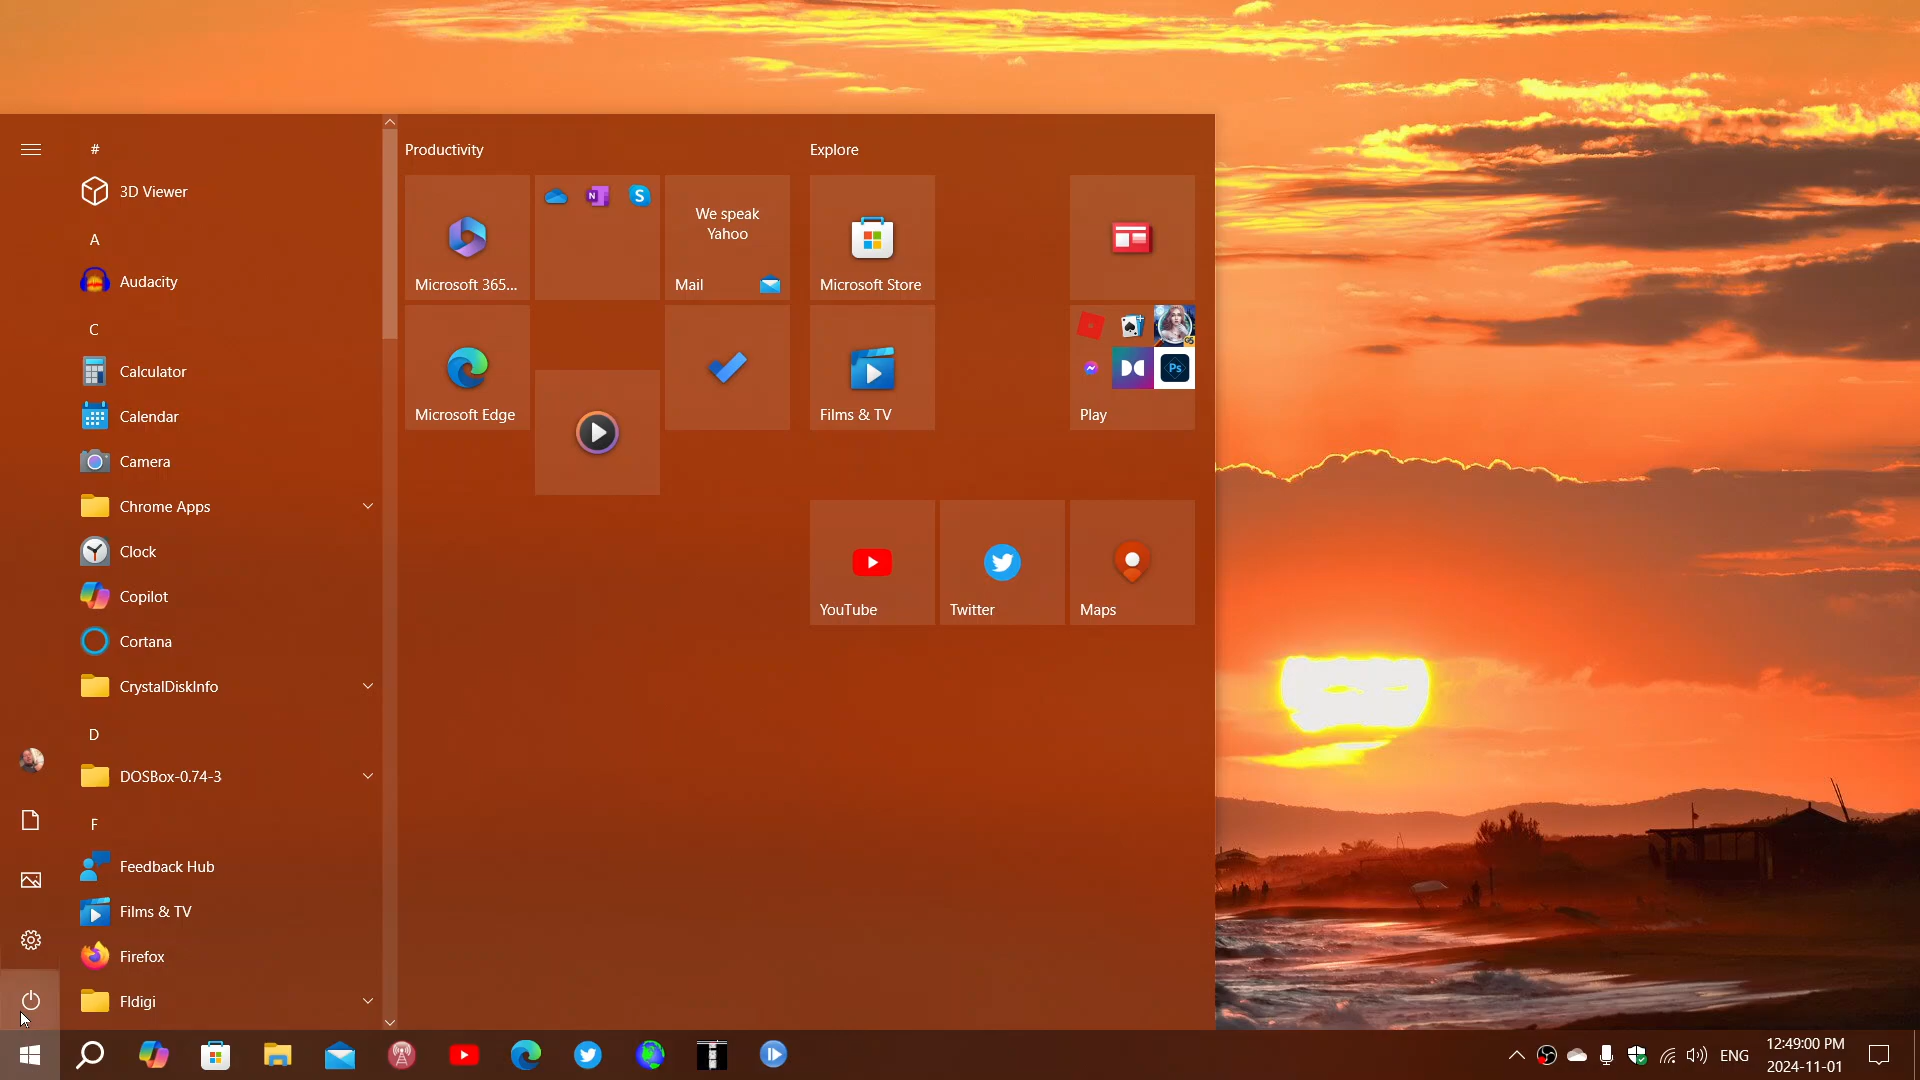 #
3D Viewer
A
Audacity
C
Calculator
Calendar
Camera
Chrome Apps
Clock
Copilot
Cortana
CrystalDiskInfo
D
DOSBox-0.74-3
F
Feedback Hub
Films & TV
Firefox
Fldigi
Productivity
Microsoft 365...
N
S
We speak
Yahoo
Mail
Microsoft Edge
Explore
Microsoft Store
Films & TV
G5
Ps
Play
YouTube
Twitter
Maps
ENG
12:49:00 PM
2024-11-01